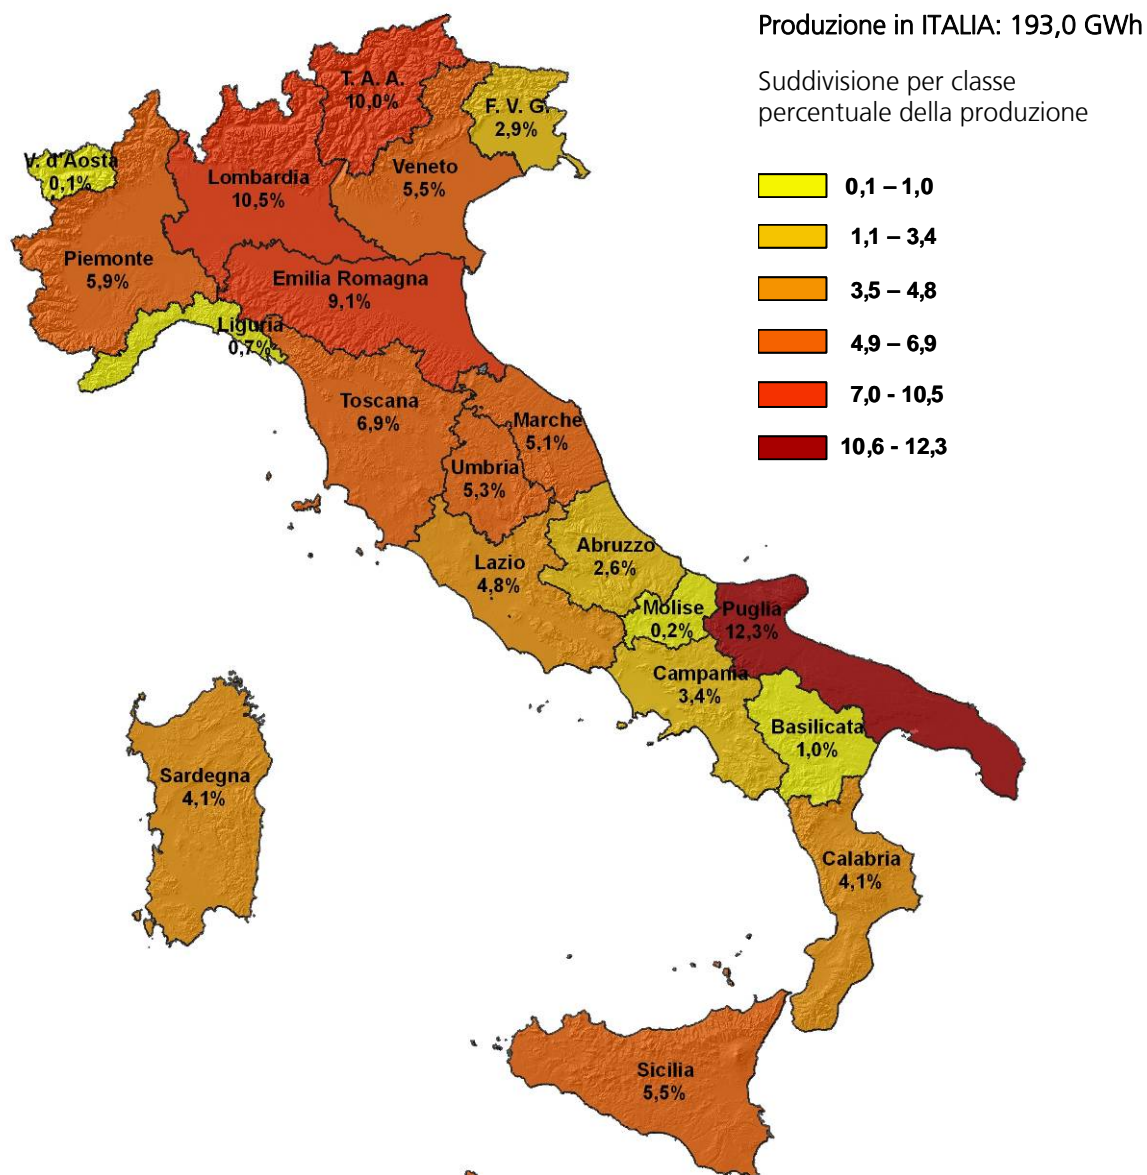 Produzione in ITALIA: 193,0 GWh
Suddivisione per classe
percentuale della produzione
0,1 – 1,0
1,1 – 3,4
3,5 – 4,8
4,9 – 6,9
7,0 - 10,5
10,6 - 12,3
T. A. A.
10,0%
F. V. G.
2,9%
V. d'Aosta
0,1%
Lombardia
10,5%
Veneto
5,5%
Piemonte
5,9%
Emilia Romagna
9,1%
Liguria
0,7%
Toscana
6,9%
Marche
5,1%
Umbria
5,3%
Lazio
4,8%
Abruzzo
2,6%
Molise
0,2%
Puglia
12,3%
Campania
3,4%
Basilicata
1,0%
Sardegna
4,1%
Calabria
4,1%
Sicilia
5,5%